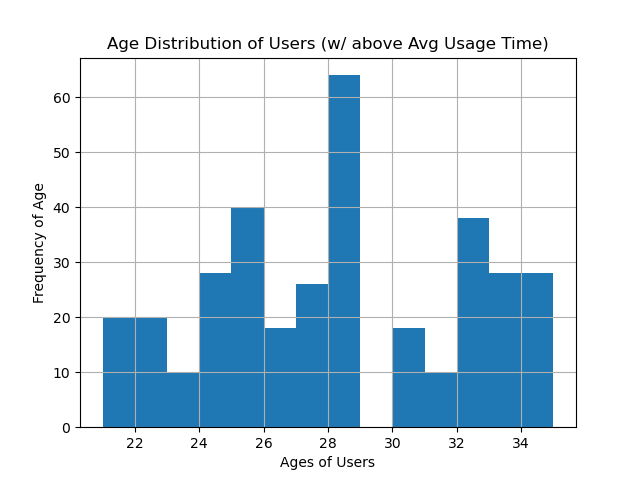 Age Distribution of Users (w/ above Avg Usage Time)
Frequency of Age
60
50
40
30
20
10
0
22 24 26 28 30 32 34
Ages of Users